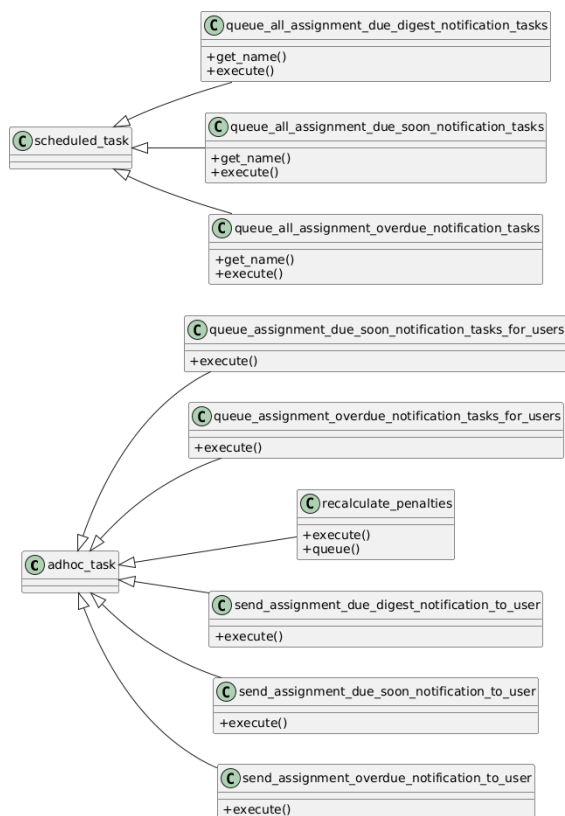 C queue_all_assignment_due_digest_notification_tasks
+get_name()
+execute()
C scheduled_task
C queue_all_assignment_due_soon_notification_tasks
+get_name()
+execute()
C queue_all_assignment_overdue_notification_tasks
+get_name()
+execute()
C queue_assignment_due_soon_notification_tasks_for_users
+execute()
C queue_assignment_overdue_notification_tasks_for_users
+execute()
C recalculate_penalties
+execute()
+queue()
C adhoc_task
C send_assignment_due_digest_notification_to_user
+execute()
C send_assignment_due_soon_notification_to_user
+execute()
C send_assignment_overdue_notification_to_user
+execute()